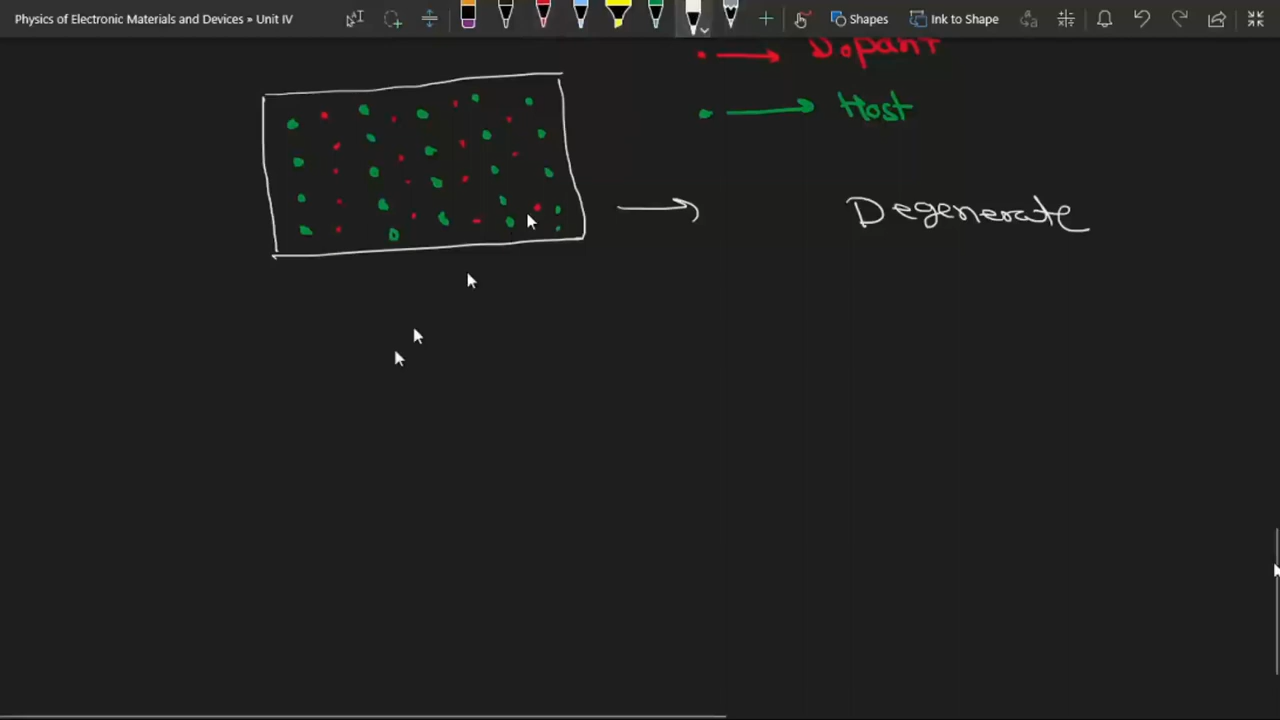 Physics of Electronic Materials and Devices » Unit IV
Shapes
Ink to Shape
Dopant
Host
Degenerate